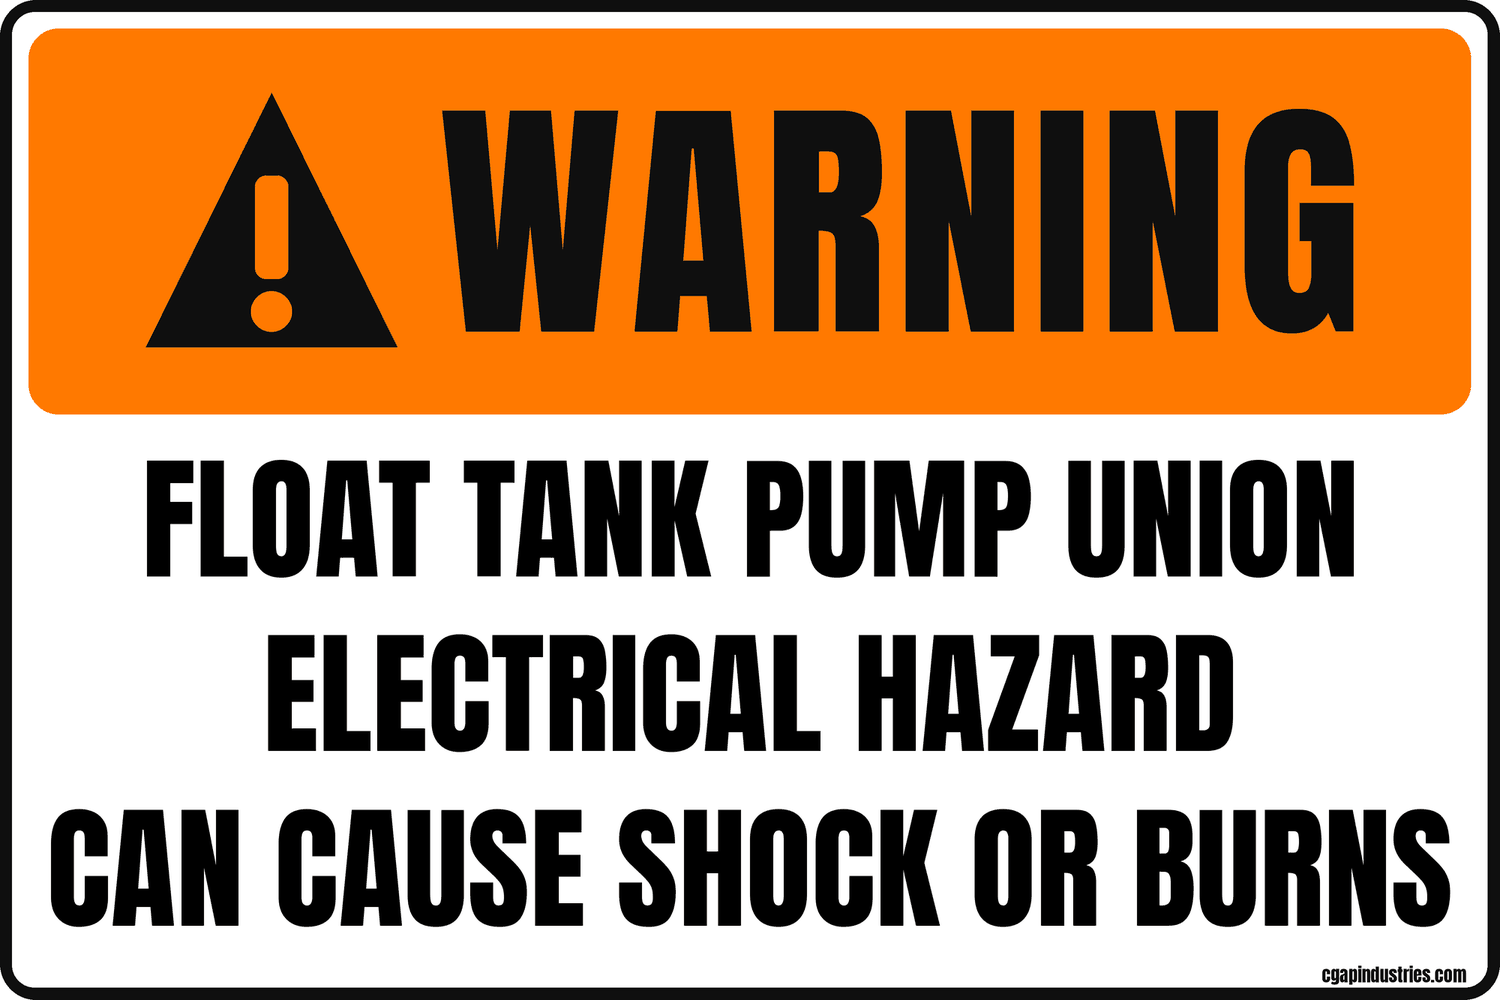 WARNING
FLOAT TANK PUMP UNION
ELECTRICAL HAZARD
CAN CAUSE SHOCK OR BURNS
cgapindustries.com